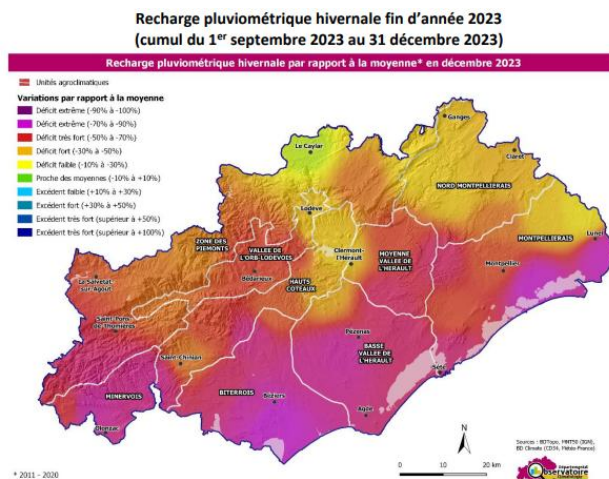 Recharge pluviométrique hivernale fin d'année 2023
(cumul du 1er septembre 2023 au 31 décembre 2023)
Recharge pluviométrique hivernale par rapport à la moyenne* en décembre 2023
Unités agroclimatiques
Variations par rapport à la moyenne
Déficit extrême (-90% à -100%)
Déficit extrême (-70% à -90%)
Déficit très fort (-50% à -70%)
Déficit fort (-30% à -50%)
Déficit faible (-10% à -30%)
Proche des moyennes (-10% à +10%)
Excédent faible (+10% à +30%)
Excédent fort (+30% à +50%)
Excédent très fort (supérieur à +50%)
Excédent très fort (supérieur à +100%)
Ganges
Le Caylar
Claret
NORD MONTPELLIERAIS
Lodève
ZONE DES
PIEMONTS
VALLEE DE
L'ORB-LODEVOIS
Clermont-
l'Hérault
MOYENNE
VALLEE DE
L'HERAULT
MONTPELLIERAIS
Lunel
La Salvetat
sur Agout
Bédarieux
HAUTS
COTEAUX
Montpellier
Saint-Pons-
de-Thomières
Saint-Chinian
Pézenas
BASSE
VALLEE DE
L'HERAULT
Sète
MINERVOIS
BITERROIS
Béziers
Agde
Olonzac
N
0 10 20 km
Sources : BDTopo, MNT50 (IGN),
BD Climate (CD34, Météo-France)
Départemental
Observatoire
* 2011 - 2020